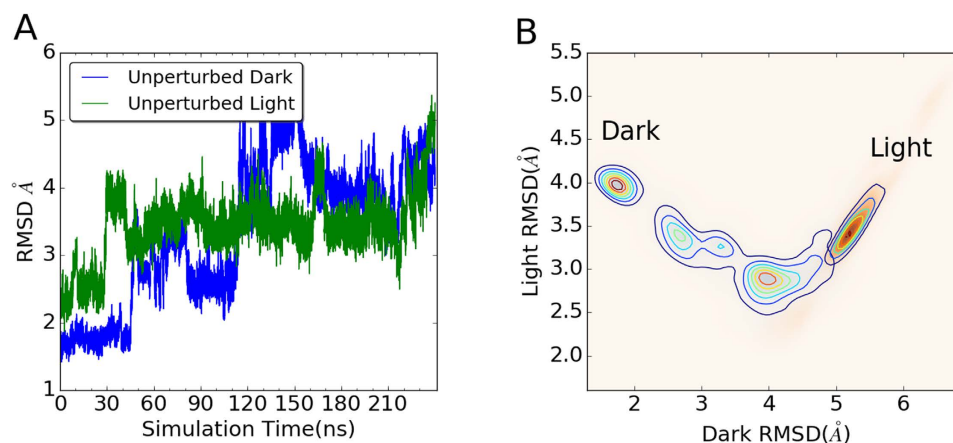 A
RMSD Å
6
5
4
3
2
1
Unperturbed Dark
Unperturbed Light
0 30 60 90 120 150 180 210
Simulation Time(ns)
B
Light RMSD(Å)
5.5
5.0
4.5
4.0
3.5
3.0
2.5
2.0
Dark
Light
2 3 4 5 6
Dark RMSD(Å)